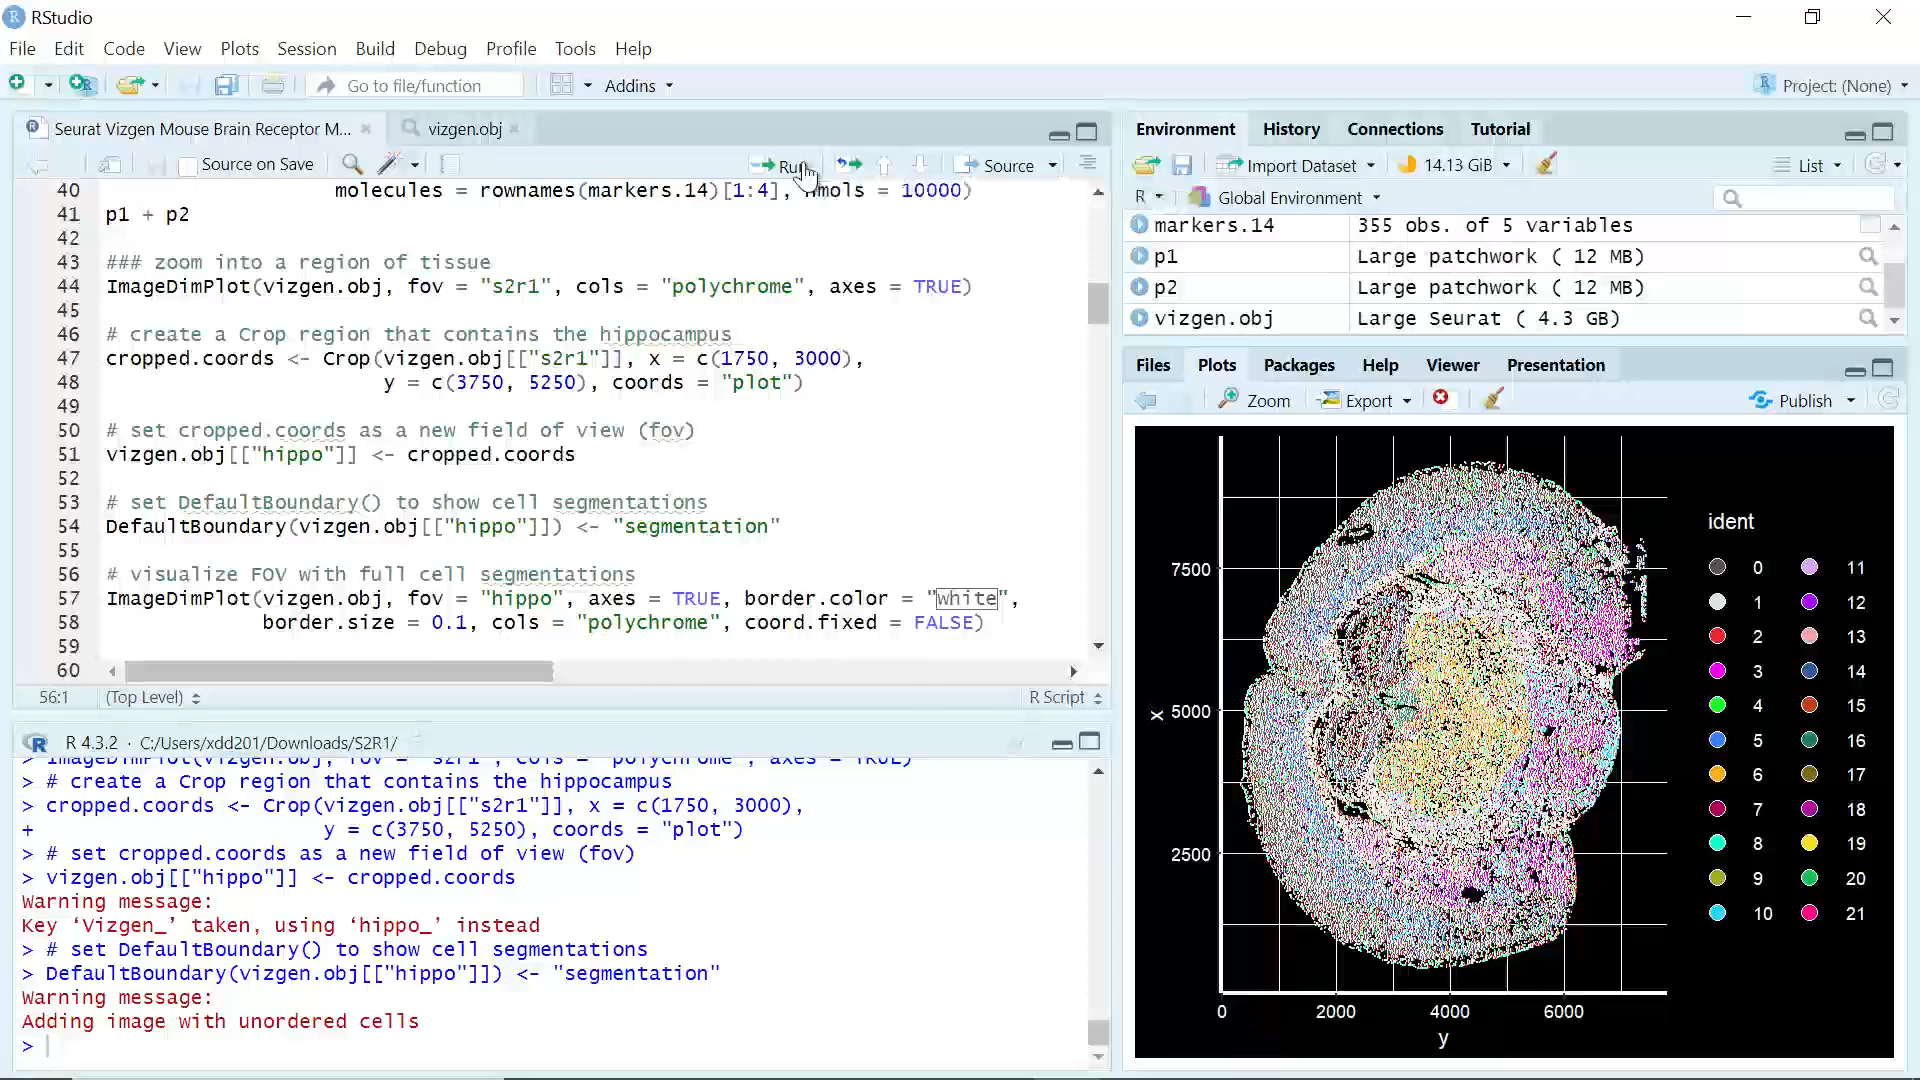 RStudio
File Edit Code View Plots Session Build Debug Profile Tools Help
Go to file/function Addins Project: (None)
Seurat Vizgen Mouse Brain Receptor M... vizgen.obj
Source on Save Run Source
40 molecules = rownames(markers.14)[1:4], nmols = 10000)
41 p1 + p2
42
43 ### zoom into a region of tissue
44 ImageDimPlot(vizgen.obj, fov = "s2r1", cols = "polychrome", axes = TRUE)
45
46 # create a Crop region that contains the hippocampus
47 cropped.coords <- Crop(vizgen.obj[["s2r1"]], x = c(1750, 3000),
48 y = c(3750, 5250), coords = "plot")
49
50 # set cropped.coords as a new field of view (fov)
51 vizgen.obj[["hippo"]] <- cropped.coords
52
53 # set DefaultBoundary() to show cell segmentations
54 DefaultBoundary(vizgen.obj[["hippo"]]) <- "segmentation"
55
56 # visualize FOV with full cell segmentations
57 ImageDimPlot(vizgen.obj, fov = "hippo", axes = TRUE, border.color = "white",
58 border.size = 0.1, cols = "polychrome", coord.fixed = FALSE)
59
60
56:1 (Top Level) R Script
R 4.3.2 · C:/Users/xdd201/Downloads/S2R1/
> ImageDimPlot(vizgen.obj, fov = "s2r1", cols = "polychrome", axes = TRUE)
> # create a Crop region that contains the hippocampus
> cropped.coords <- Crop(vizgen.obj[["s2r1"]], x = c(1750, 3000),
+ y = c(3750, 5250), coords = "plot")
> # set cropped.coords as a new field of view (fov)
> vizgen.obj[["hippo"]] <- cropped.coords
Warning message:
Key ‘Vizgen_’ taken, using ‘hippo_’ instead
> # set DefaultBoundary() to show cell segmentations
> DefaultBoundary(vizgen.obj[["hippo"]]) <- "segmentation"
Warning message:
Adding image with unordered cells
>
Environment History Connections Tutorial
Import Dataset 14.13 GiB List
R Global Environment
markers.14 355 obs. of 5 variables
p1 Large patchwork ( 12 MB)
p2 Large patchwork ( 12 MB)
vizgen.obj Large Seurat ( 4.3 GB)
Files Plots Packages Help Viewer Presentation
Zoom Export Publish
ident
0 11
1 12
2 13
3 14
4 15
5 16
6 17
7 18
8 19
9 20
10 21
7500
5000
2500
x
0 2000 4000 6000
y